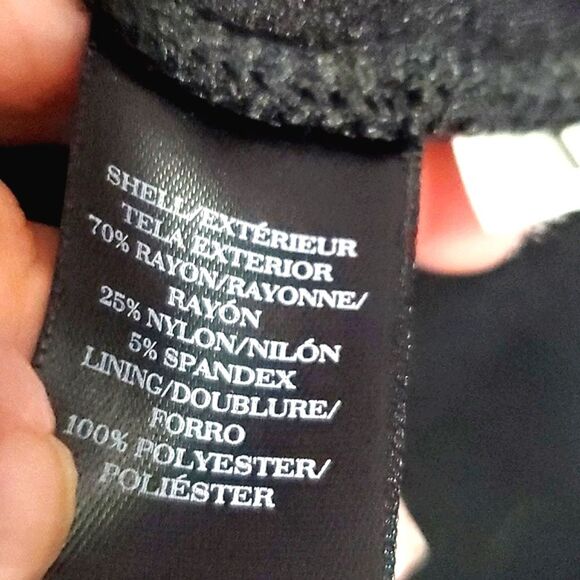 SHELL/EXTÉRIEUR
TELA EXTERIOR
70% RAYON/RAYONNE/
RAYÓN
25% NYLON/NILÓN
5% SPANDEX
LINING/DOUBLURE/
FORRO
100% POLYESTER/
POLIÉSTER